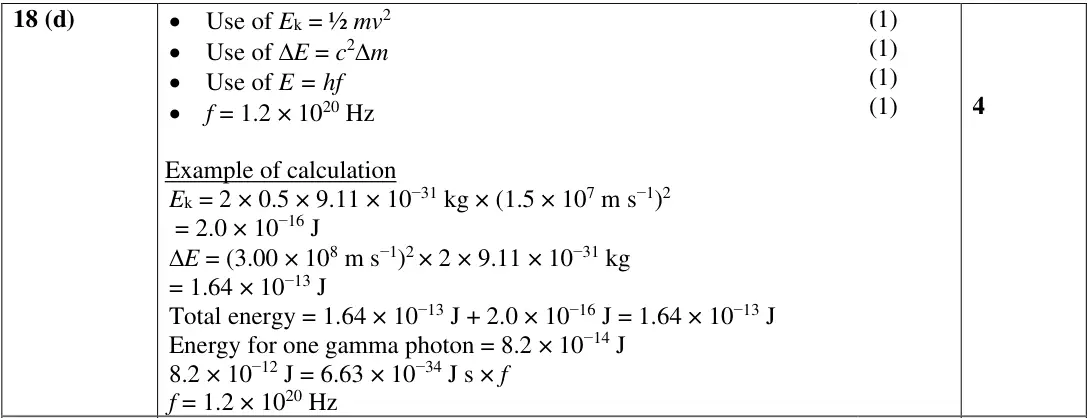 18 (d)
• Use of Eₖ = ½ mv² (1)
• Use of ΔE = c²Δm (1)
• Use of E = hf (1)
• f = 1.2 × 10²⁰ Hz (1) 4
Example of calculation
Eₖ = 2 × 0.5 × 9.11 × 10⁻³¹ kg × (1.5 × 10⁷ m s⁻¹)²
= 2.0 × 10⁻¹⁶ J
ΔE = (3.00 × 10⁸ m s⁻¹)² × 2 × 9.11 × 10⁻³¹ kg
= 1.64 × 10⁻¹³ J
Total energy = 1.64 × 10⁻¹³ J + 2.0 × 10⁻¹⁶ J = 1.64 × 10⁻¹³ J
Energy for one gamma photon = 8.2 × 10⁻¹⁴ J
8.2 × 10⁻¹² J = 6.63 × 10⁻³⁴ J s × f
f = 1.2 × 10²⁰ Hz